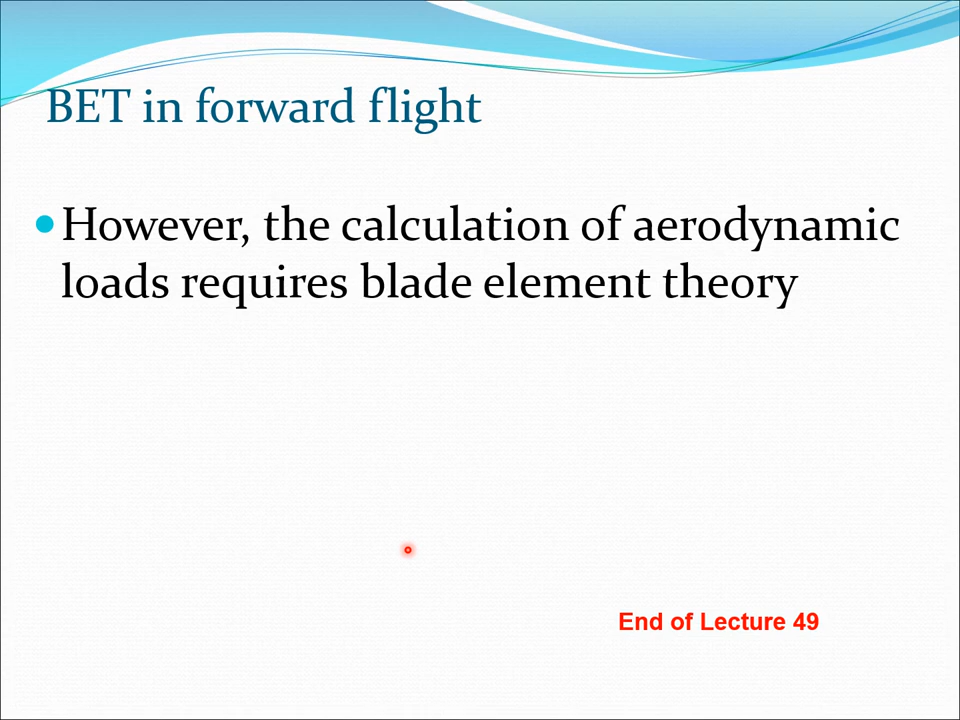 BET in forward flight
However, the calculation of aerodynamic
loads requires blade element theory
End of Lecture 49